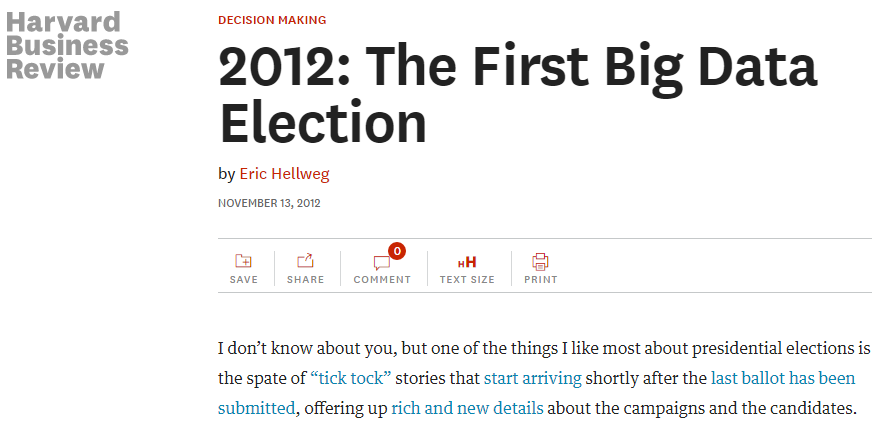 Harvard
Business
Review
DECISION MAKING
2012: The First Big Data
Election
by Eric Hellweg
NOVEMBER 13, 2012
0
SAVE
SHARE
COMMENT
HH
TEXT SIZE
PRINT
I don’t know about you, but one of the things I like most about presidential elections is
the spate of “tick tock” stories that start arriving shortly after the last ballot has been
submitted, offering up rich and new details about the campaigns and the candidates.